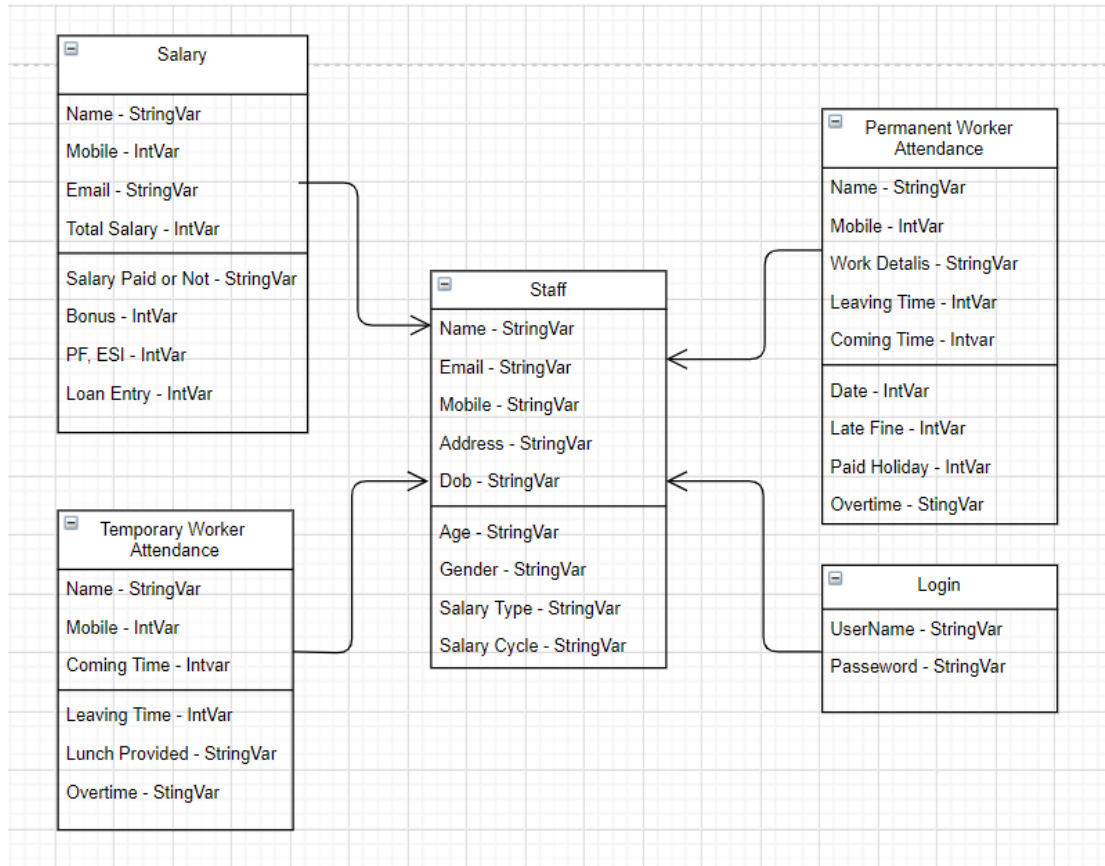 Salary
Name - StringVar
Mobile - IntVar
Email - StringVar
Total Salary - IntVar
Salary Paid or Not - StringVar
Bonus - IntVar
PF, ESI - IntVar
Loan Entry - IntVar
Temporary Worker
Attendance
Name - StringVar
Mobile - IntVar
Coming Time - Intvar
Leaving Time - IntVar
Lunch Provided - StringVar
Overtime - StingVar
Staff
Name - StringVar
Email - StringVar
Mobile - StringVar
Address - StringVar
Dob - StringVar
Age - StringVar
Gender - StringVar
Salary Type - StringVar
Salary Cycle - StringVar
Permanent Worker
Attendance
Name - StringVar
Mobile - IntVar
Work Detalis - StringVar
Leaving Time - IntVar
Coming Time - Intvar
Date - IntVar
Late Fine - IntVar
Paid Holiday - IntVar
Overtime - StingVar
Login
UserName - StringVar
Passeword - StringVar